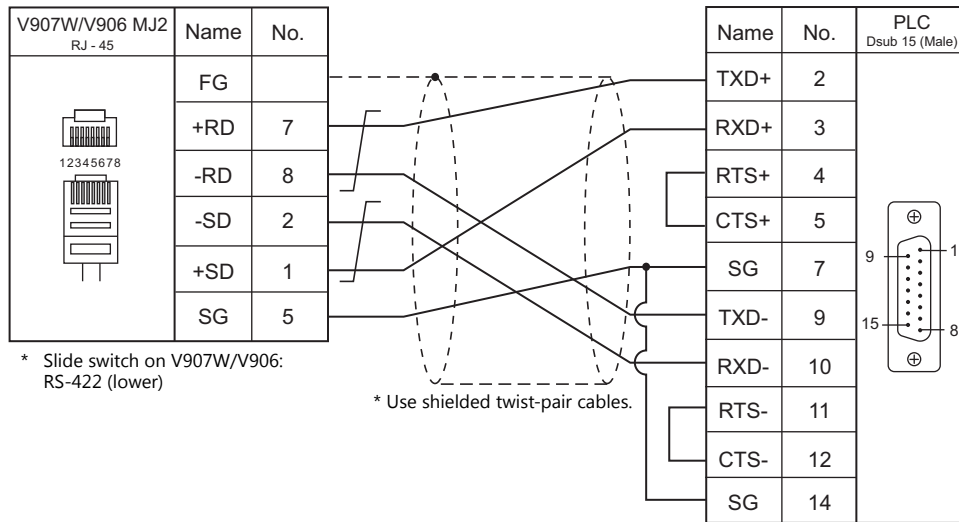 V907W/V906 MJ2
RJ - 45
Name No.
FG
+RD 7
-RD 8
-SD 2
+SD 1
SG 5
12345678
* Slide switch on V907W/V906:
RS-422 (lower)
* Use shielded twist-pair cables.
Name No.
PLC
Dsub 15 (Male)
TXD+ 2
RXD+ 3
RTS+ 4
CTS+ 5
SG 7
TXD- 9
RXD- 10
RTS- 11
CTS- 12
SG 14
9 1
15 8